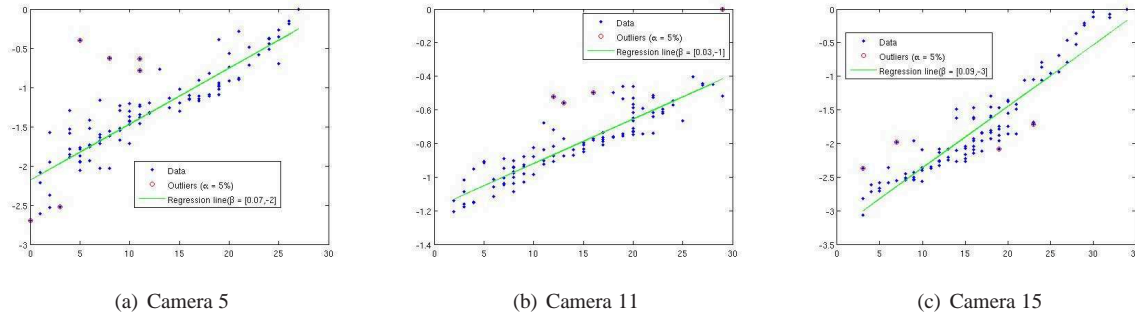 0
-0.5
-1
-1.5
-2
-2.5
-3
0 5 10 15 20 25 30
Data
Outliers (α = 5%)
Regression line(β = [0.07,-2]
(a) Camera 5
0
-0.2
-0.4
-0.6
-0.8
-1
-1.2
-1.4
0 5 10 15 20 25 30
Data
Outliers (α = 5%)
Regression line(β = [0.03,-1]
(b) Camera 11
0
-0.5
-1
-1.5
-2
-2.5
-3
-3.5
0 5 10 15 20 25 30 35
Data
Outliers (α = 5%)
Regression line(β = [0.09,-3]
(c) Camera 15